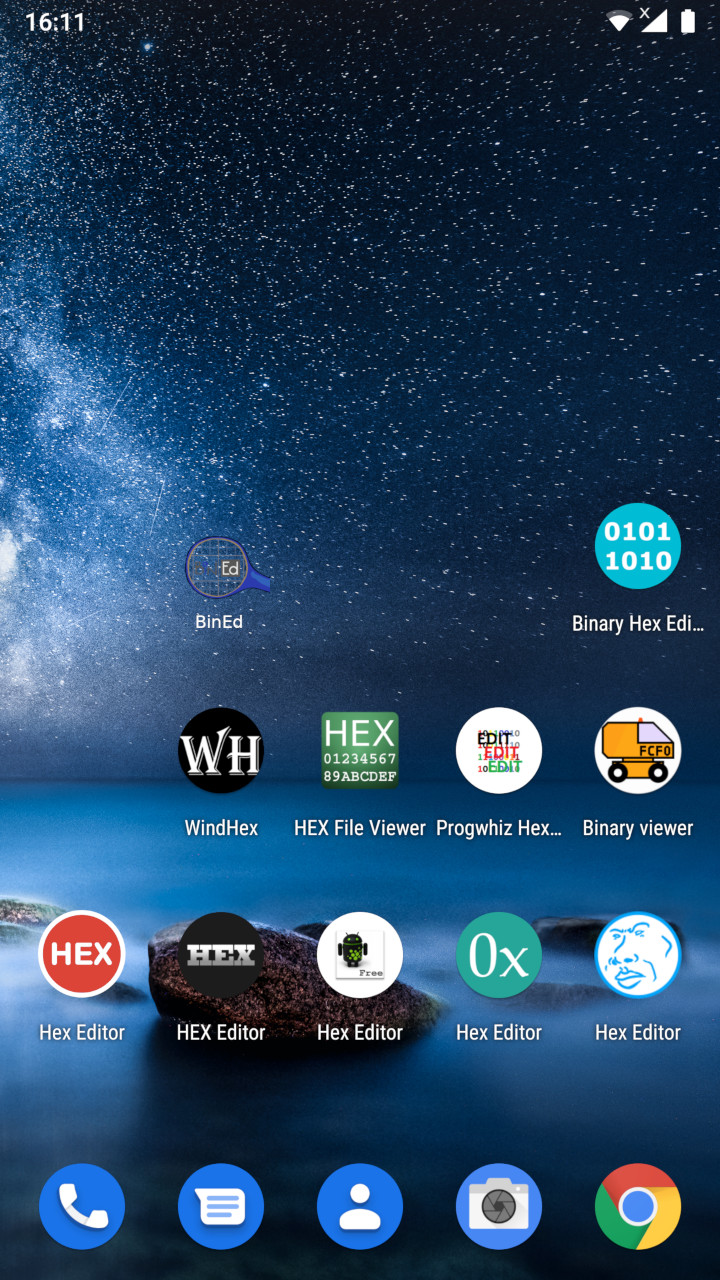 16:11
Ed
BinEd
0101
1010
Binary Hex Edi...
WH
WindHex
HEX
01234567
89ABCDEF
HEX File Viewer
EDIT
EDIT
EDIT
Progwhiz Hex...
FCF0
Binary viewer
HEX
Hex Editor
HEX
HEX Editor
Free
Hex Editor
0x
Hex Editor
Hex Editor